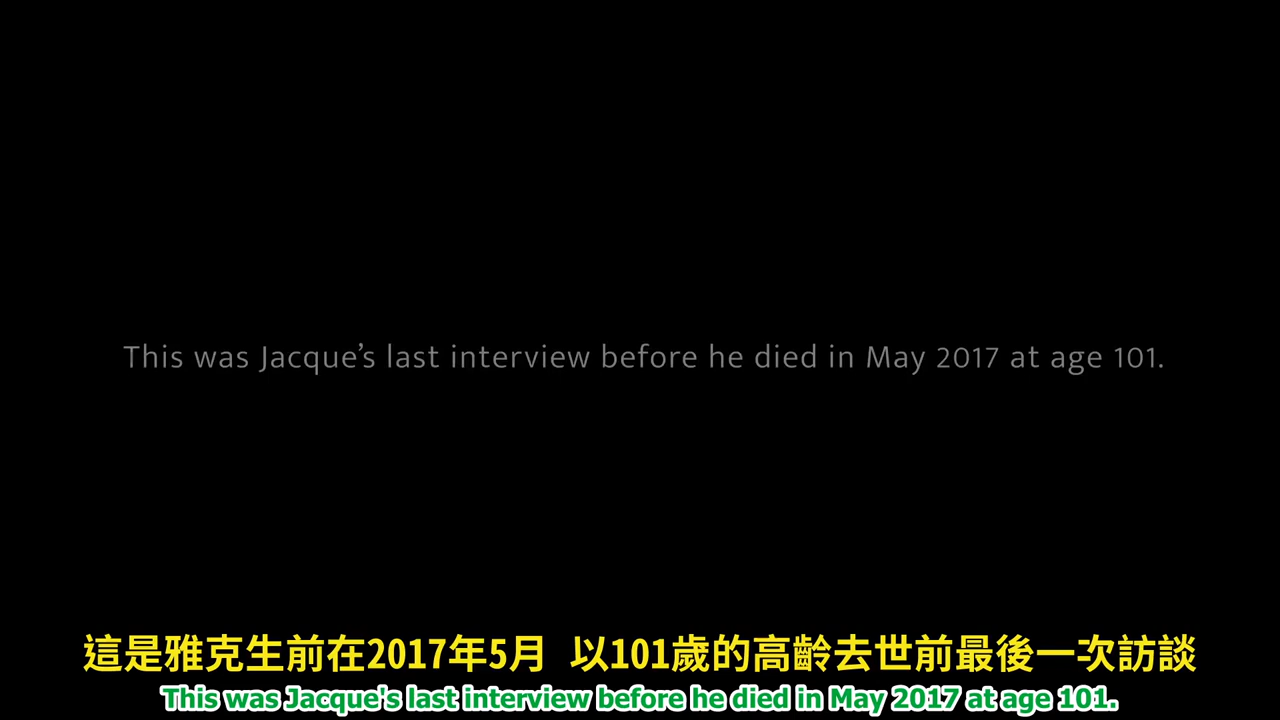 This was Jacque’s last interview before he died in May 2017 at age 101.
這是雅克生前在2017年5月 以101歲的高齡去世前最後一次訪談
This was Jacque's last interview before he died in May 2017 at age 101.